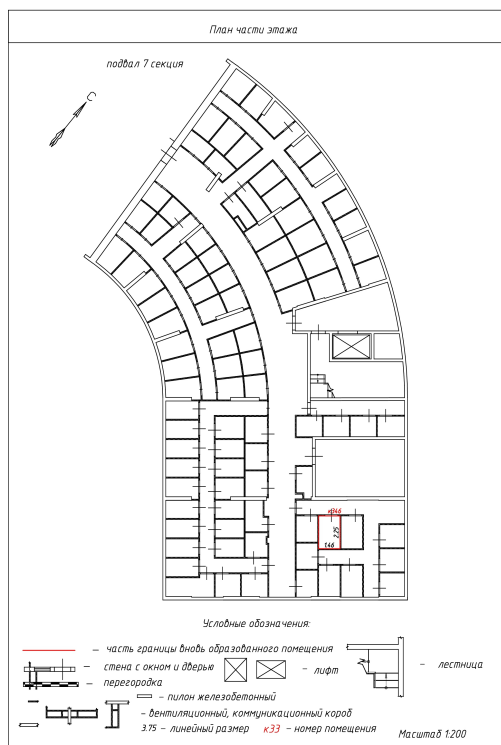 План части этажа
подвал 7 секция
С
к346
2.25
1.46
Условные обозначения:
– часть границы вновь образованного помещения
– стена с окном и дверью
– лифт
– лестница
– перегородка
– пилон железобетонный
– вентиляционный, коммуникационный короб
3.75 – линейный размер к33 – номер помещения
Масштаб 1:200